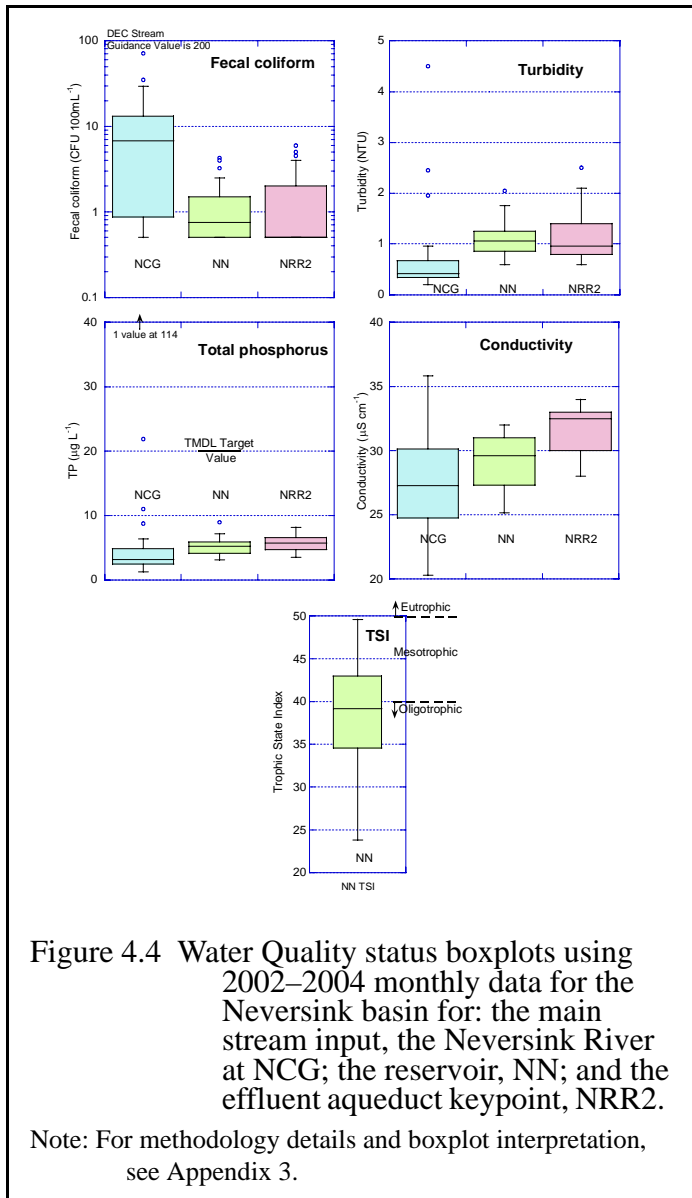 DEC Stream
Guidance Value is 200
Fecal coliform
Fecal coliform (CFU 100mL⁻¹)
100
10
1
0.1
NCG
NN
NRR2
Turbidity
Turbidity (NTU)
5
4
3
2
1
0
NCG
NN
NRR2
1 value at 114
Total phosphorus
TP (µg L⁻¹)
40
30
20
10
0
TMDL Target
Value
NCG
NN
NRR2
Conductivity
Conductivity (µS cm⁻¹)
40
35
30
25
20
NCG
NN
NRR2
TSI
Trophic State Index
50
45
40
35
30
25
20
Eutrophic
Mesotrophic
Oligotrophic
NN
NN TSI
Figure 4.4 Water Quality status boxplots using
2002–2004 monthly data for the
Neversink basin for: the main
stream input, the Neversink River
at NCG; the reservoir, NN; and the
effluent aqueduct keypoint, NRR2.
Note: For methodology details and boxplot interpretation,
see Appendix 3.